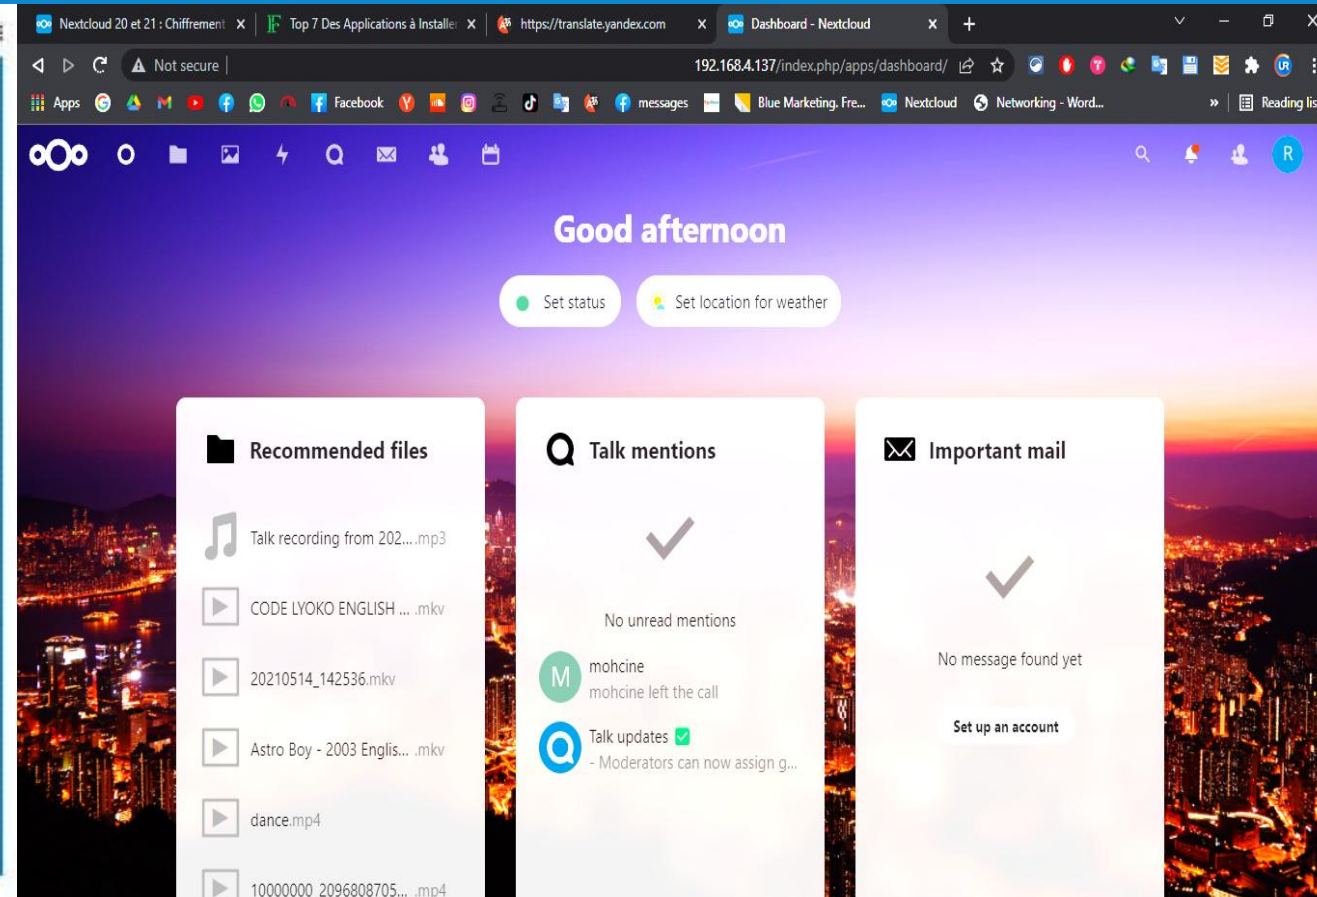 Nextcloud 20 et 21 : Chiffrement
Top 7 Des Applications à Installer
https://translate.yandex.com
Dashboard - Nextcloud
Not secure
192.168.4.137/index.php/apps/dashboard/
Apps
Facebook
messages
Blue Marketing. Fre...
Nextcloud
Networking - Word...
»
Reading lis
R
Good afternoon
Set status
Set location for weather
Recommended files
Talk recording from 202... .mp3
CODE LYOKO ENGLISH ... .mkv
20210514_142536.mkv
Astro Boy - 2003 Englis... .mkv
dance.mp4
10000000_2096808705... .mp4
Talk mentions
No unread mentions
M
mohcine
mohcine left the call
Talk updates ✅
- Moderators can now assign g...
Important mail
No message found yet
Set up an account